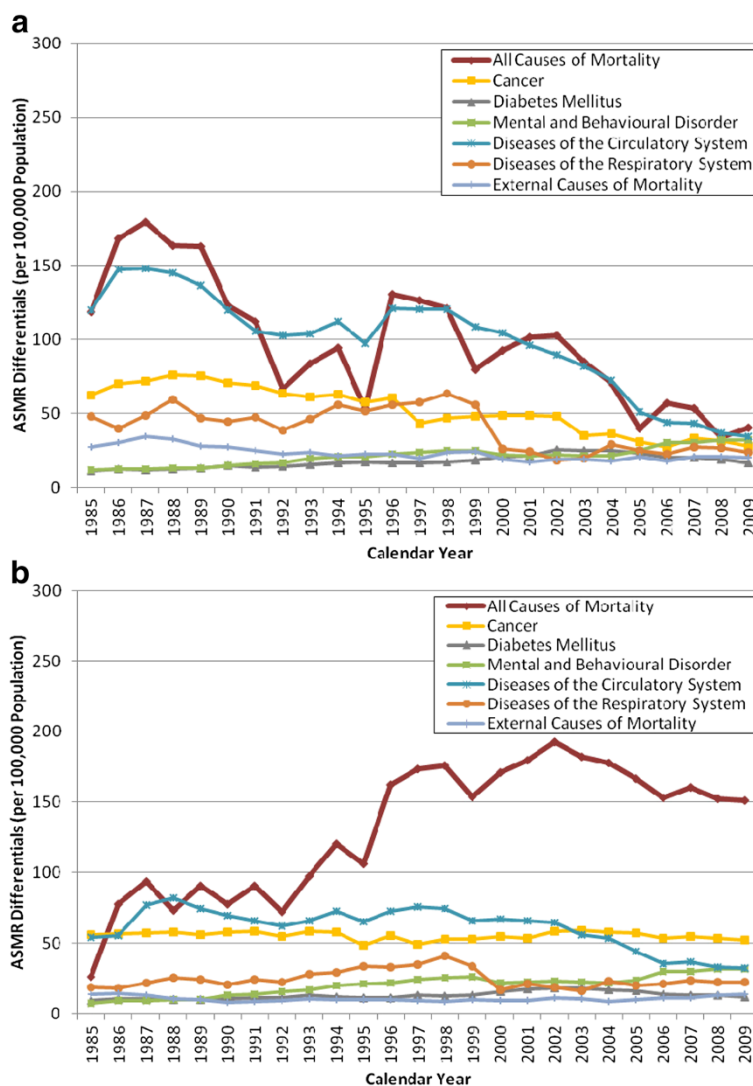 a
300
250
200
150
100
50
0
ASMR Differentials (per 100,000 Population)
All Causes of Mortality
Cancer
Diabetes Mellitus
Mental and Behavioural Disorder
Diseases of the Circulatory System
Diseases of the Respiratory System
External Causes of Mortality
1985 1986 1987 1988 1989 1990 1991 1992 1993 1994 1995 1996 1997 1998 1999 2000 2001 2002 2003 2004 2005 2006 2007 2008 2009
Calendar Year
b
300
250
200
150
100
50
0
ASMR Differentials (per 100,000 Population)
All Causes of Mortality
Cancer
Diabetes Mellitus
Mental and Behavioural Disorder
Diseases of the Circulatory System
Diseases of the Respiratory System
External Causes of Mortality
1985 1986 1987 1988 1989 1990 1991 1992 1993 1994 1995 1996 1997 1998 1999 2000 2001 2002 2003 2004 2005 2006 2007 2008 2009
Calendar Year